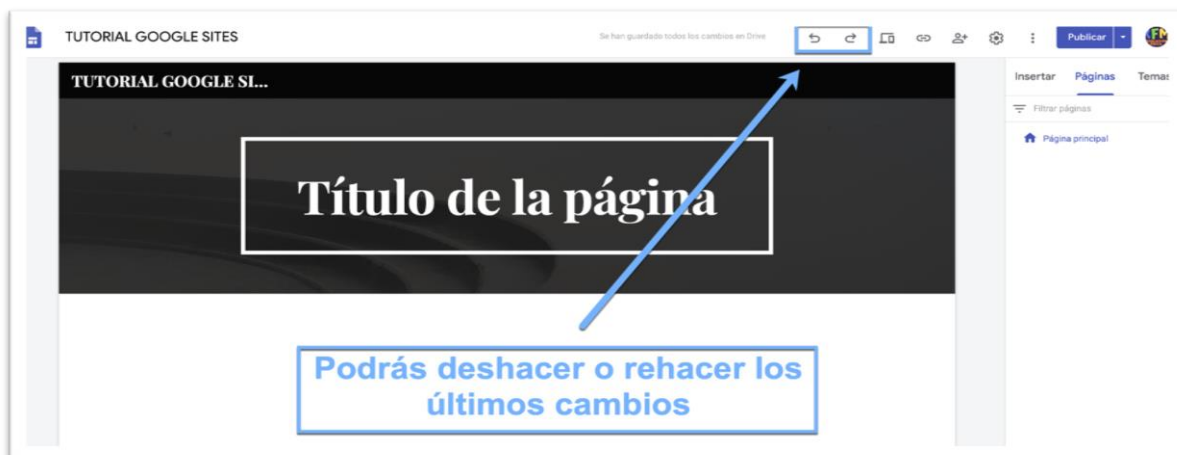 TUTORIAL GOOGLE SITES
Se han guardado todos los cambios en Drive
Publicar
TUTORIAL GOOGLE SI...
Insertar Páginas Temas
Filtrar páginas
Página principal
Título de la página
Podrás deshacer o rehacer los
últimos cambios